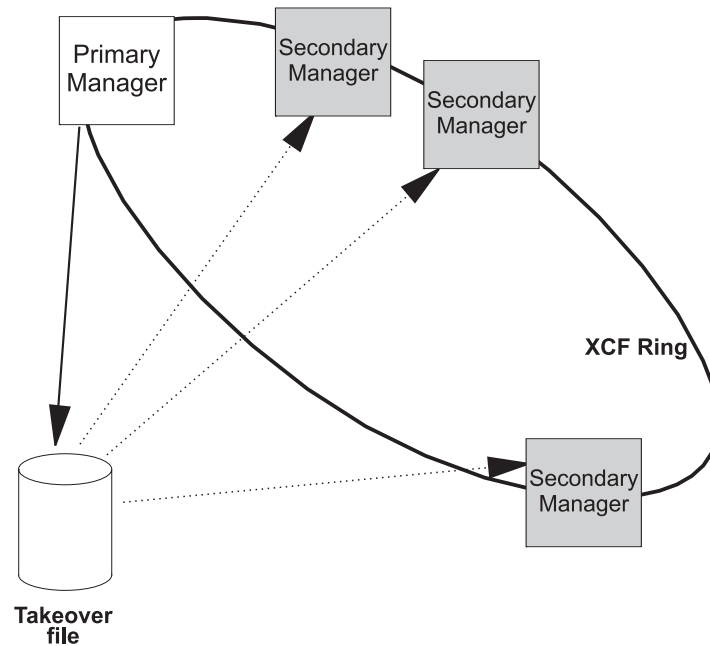 Primary
Manager
Secondary
Manager
Secondary
Manager
XCF Ring
Secondary
Manager
Takeover
file